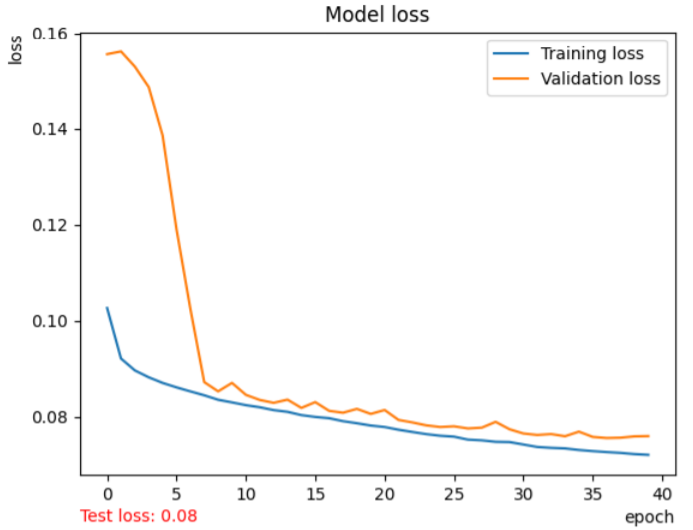 Model loss
loss
0.16
0.14
0.12
0.10
0.08
Training loss
Validation loss
0 5 10 15 20 25 30 35 40
Test loss: 0.08
epoch